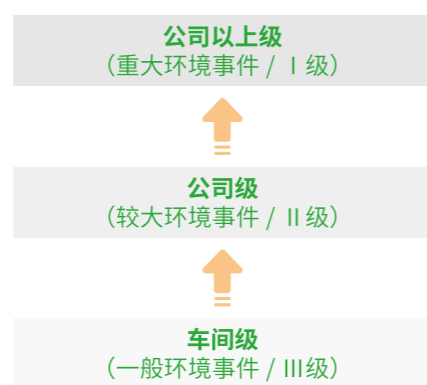 公司以上级
（重大环境事件 / Ⅰ级）
公司级
（较大环境事件 / Ⅱ级）
车间级
（一般环境事件 / Ⅲ级）